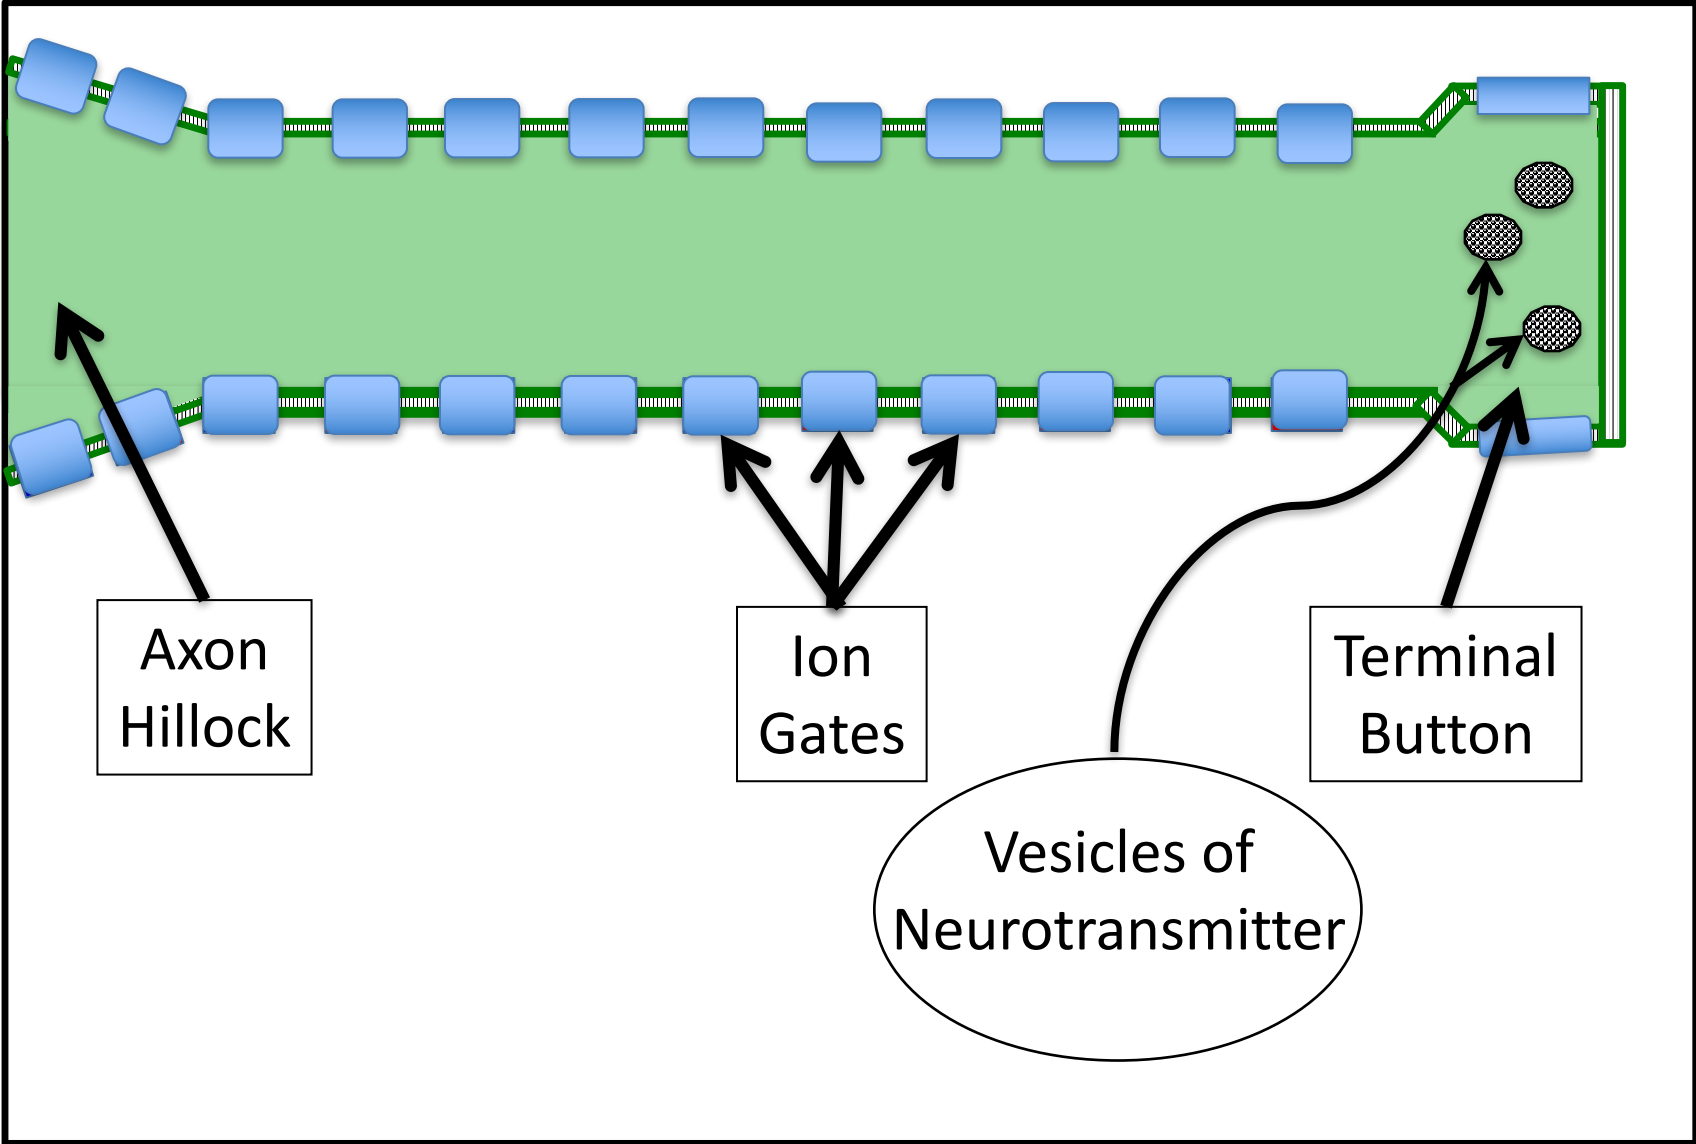 Axon
Hillock
Ion
Gates
Vesicles of
Neurotransmitter
Terminal
Button